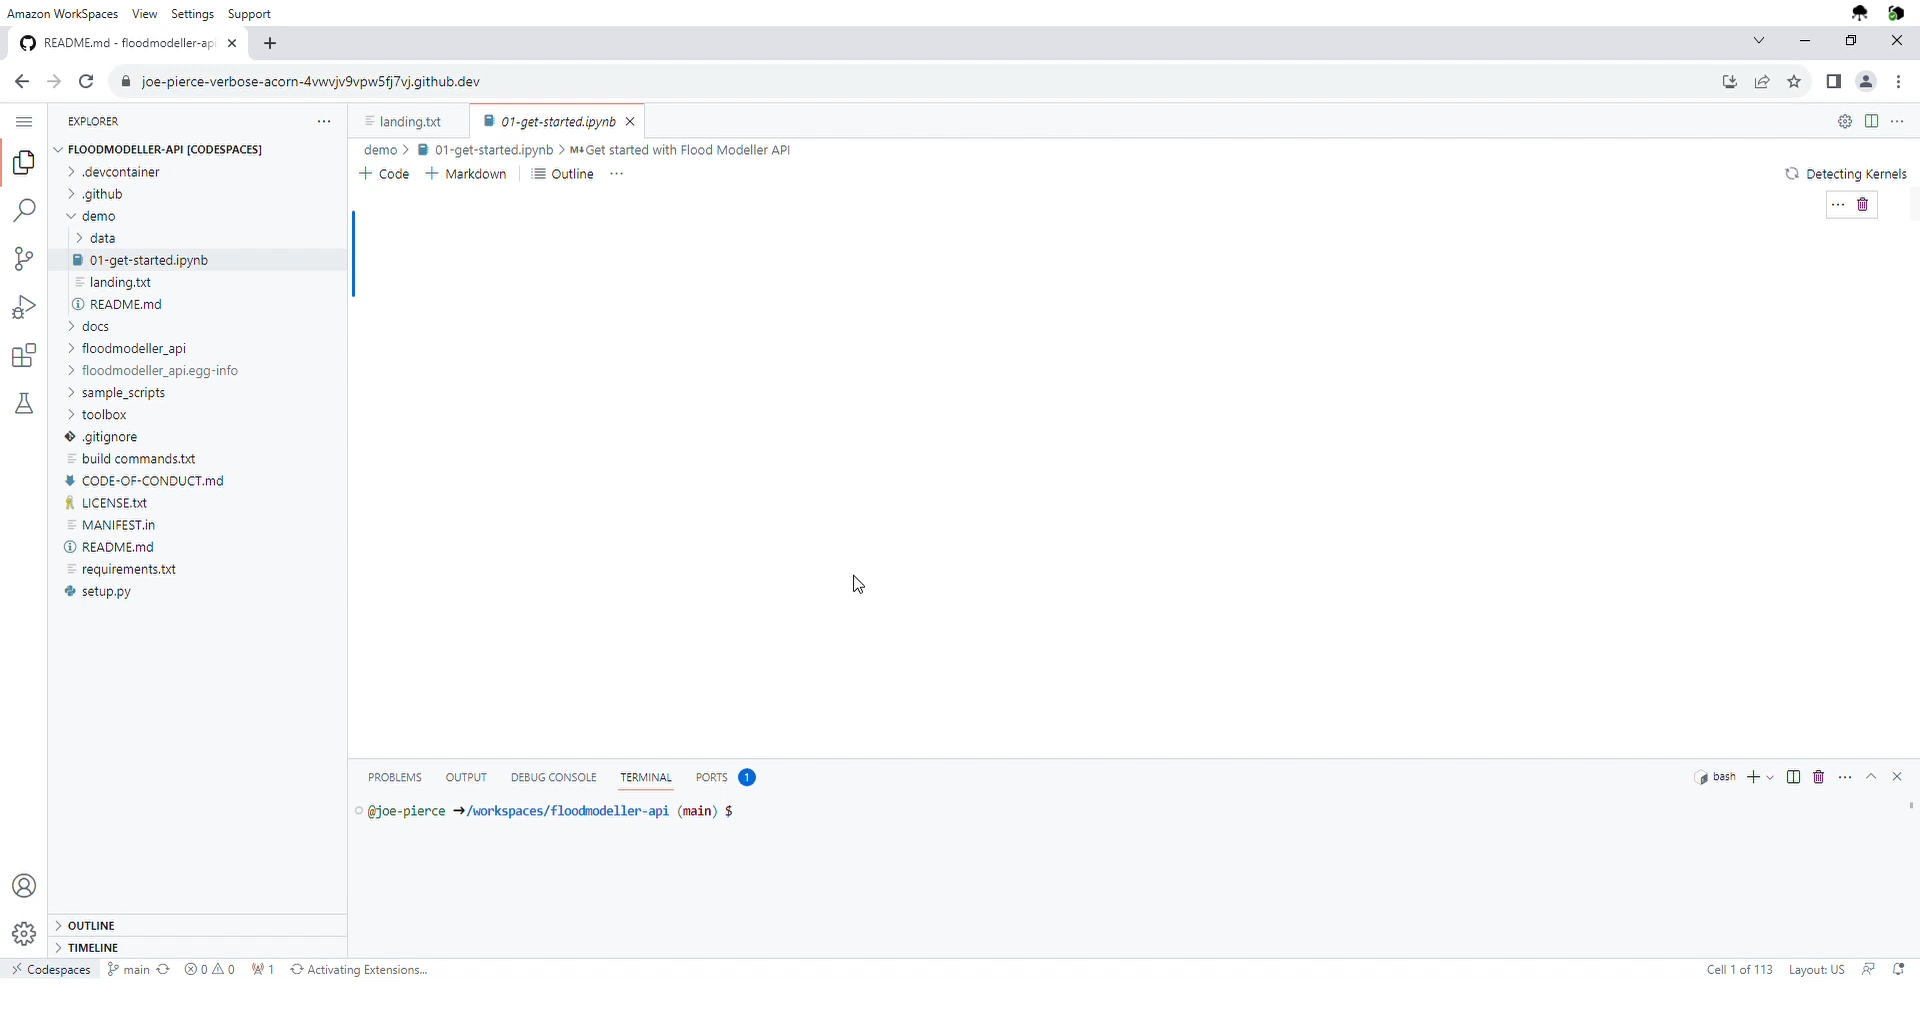 Amazon WorkSpaces View Settings Support
README.md - floodmodeller-api
joe-pierce-verbose-acorn-4vwvjv9vpw5fj7vj.github.dev
EXPLORER
FLOODMODELLER-API [CODESPACES]
.devcontainer
.github
demo
data
01-get-started.ipynb
landing.txt
README.md
docs
floodmodeller_api
floodmodeller_api.egg-info
sample_scripts
toolbox
.gitignore
build commands.txt
CODE-OF-CONDUCT.md
LICENSE.txt
MANIFEST.in
README.md
requirements.txt
setup.py
OUTLINE
TIMELINE
landing.txt 01-get-started.ipynb
demo > 01-get-started.ipynb > M↓Get started with Flood Modeller API
+ Code + Markdown Outline ...
Detecting Kernels
PROBLEMS OUTPUT DEBUG CONSOLE TERMINAL PORTS 1
bash
@joe-pierce →/workspaces/floodmodeller-api (main) $
Codespaces main 0 0 1 Activating Extensions...
Cell 1 of 113 Layout: US